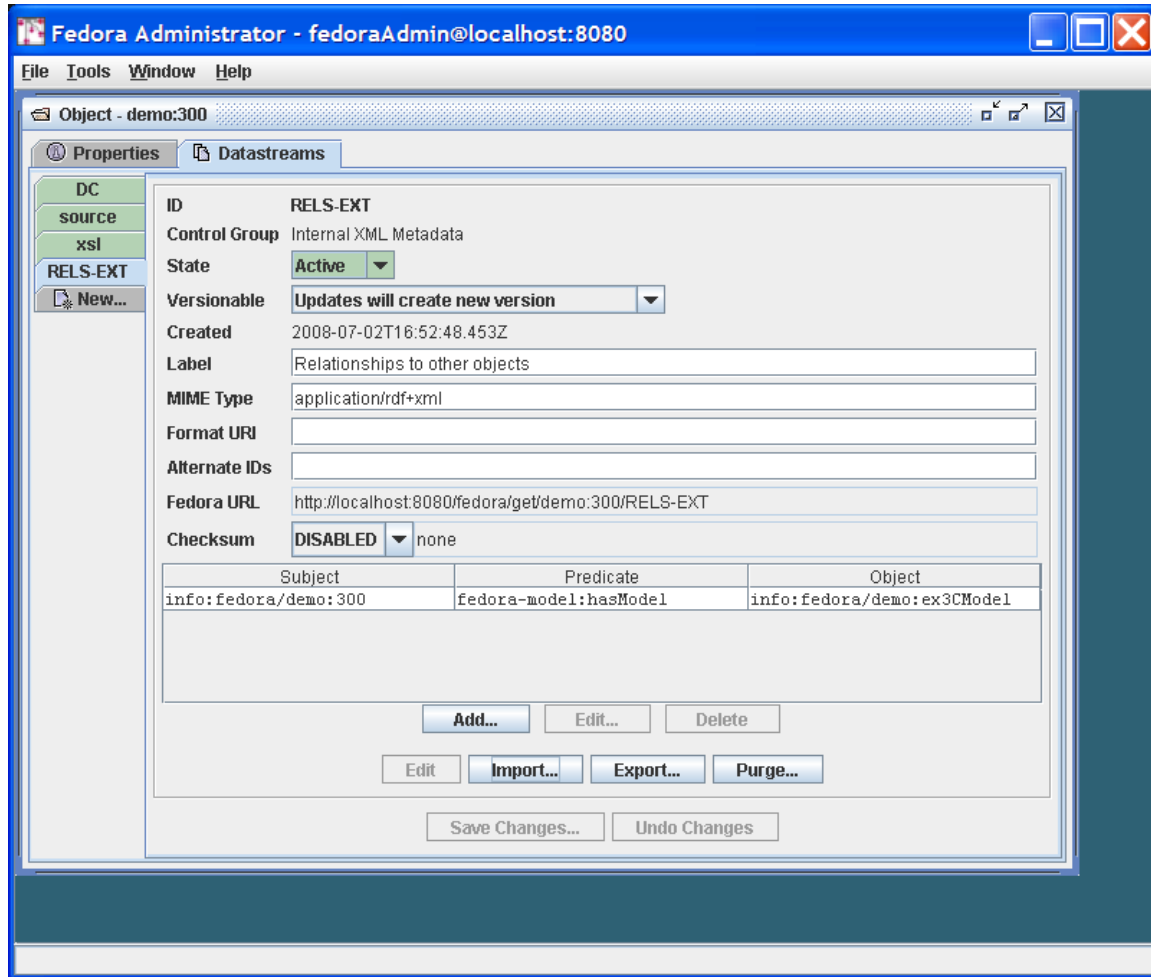 Fedora Administrator - fedoraAdmin@localhost:8080
File Tools Window Help
Object - demo:300
Properties Datastreams
DC
source
xsl
RELS-EXT
New...
ID RELS-EXT
Control Group Internal XML Metadata
State Active
Versionable Updates will create new version
Created 2008-07-02T16:52:48.453Z
Label Relationships to other objects
MIME Type application/rdf+xml
Format URI
Alternate IDs
Fedora URL http://localhost:8080/fedora/get/demo:300/RELS-EXT
Checksum DISABLED none
Subject Predicate Object
info:fedora/demo:300 fedora-model:hasModel info:fedora/demo:ex3CModel
Add... Edit... Delete
Edit Import... Export... Purge...
Save Changes... Undo Changes